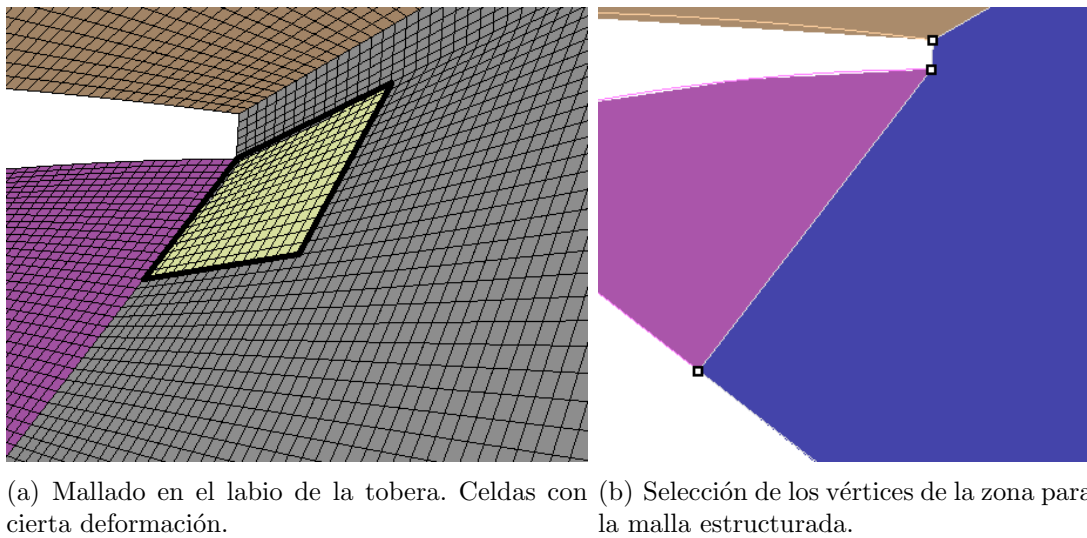 (a) Mallado en el labio de la tobera. Celdas con
cierta deformación.
(b) Selección de los vértices de la zona para
la malla estructurada.